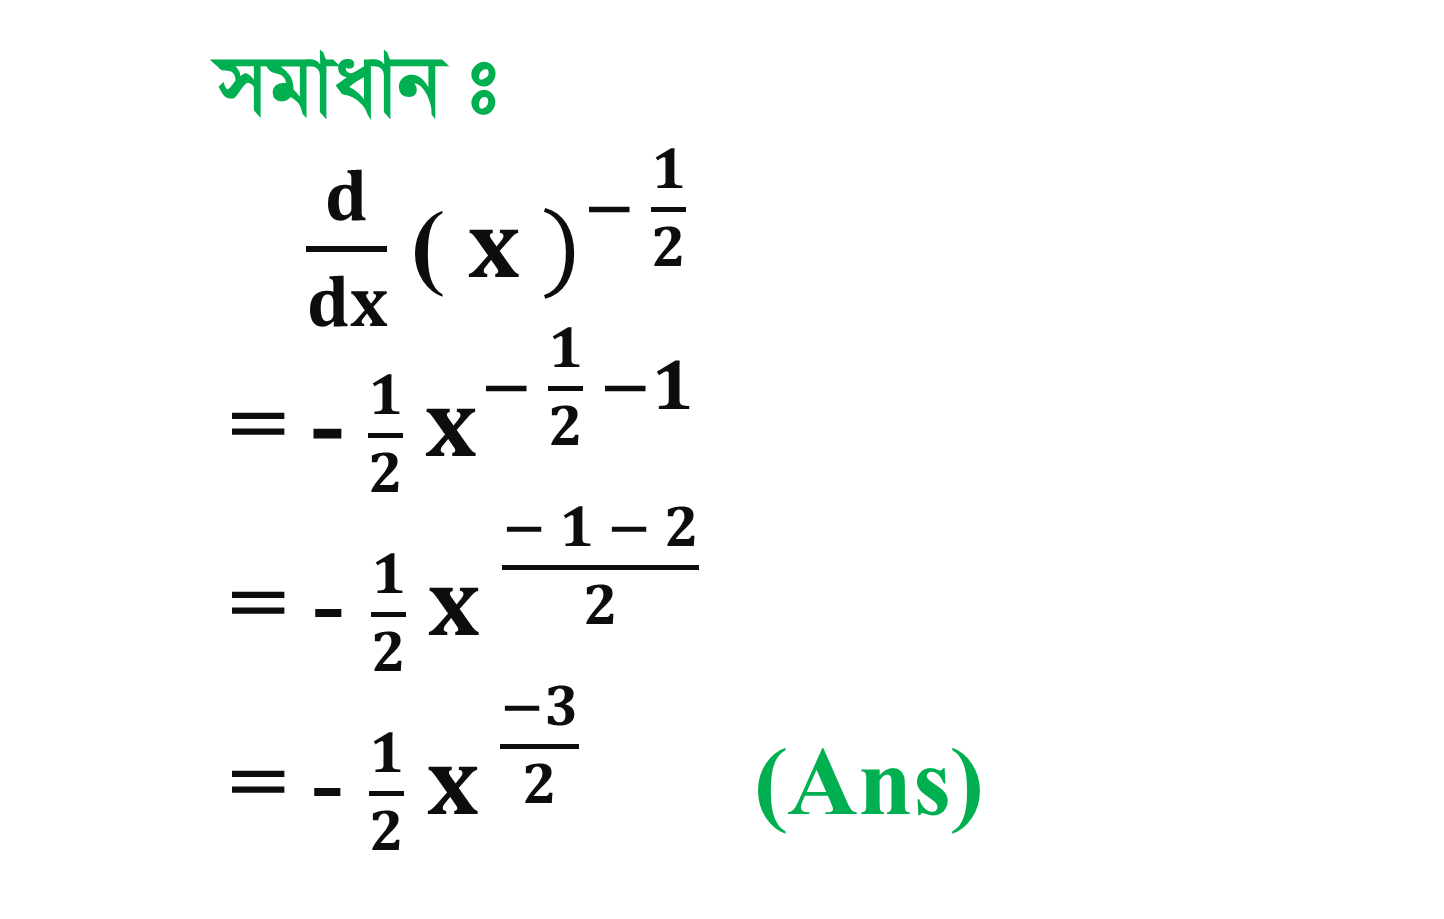 সমাধান ঃ
d/dx ( x )^(− 1/2)
= - 1/2 x^(− 1/2 − 1)
= - 1/2 x^((− 1 − 2)/2)
= - 1/2 x^(−3/2) (Ans)